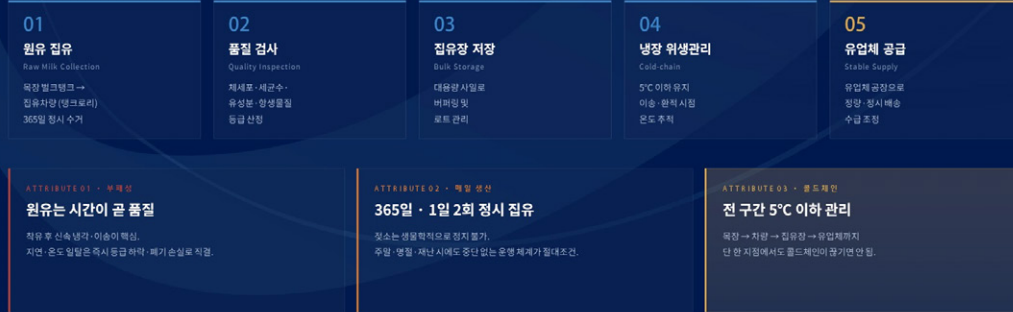 01
원유 집유
Raw Milk Collection
목장 벌크탱크 →
집유차량 (탱크로리)
365일 정시 수거
02
품질 검사
Quality Inspection
체세포·세균수·
유성분·항생물질
등급 산정
03
집유장 저장
Bulk Storage
대용량 사일로
버퍼링 및
로트 관리
04
냉장 위생관리
Cold-chain
5℃ 이하 유지
이송·환적 시점
온도 추적
05
유업체 공급
Stable Supply
유업체 공장으로
정량·정시 배송
수급 조정
ATTRIBUTE 01 · 부패성
원유는 시간이 곧 품질
착유 후 신속 냉각·이송이 핵심.
지연·온도 일탈은 즉시 등급 하락·폐기 손실로 직결.
ATTRIBUTE 02 · 매일 생산
365일 · 1일 2회 정시 집유
젖소는 생물학적으로 정지 불가.
주말·명절·재난 시에도 중단 없는 운행 체계가 절대조건.
ATTRIBUTE 03 · 콜드체인
전 구간 5℃ 이하 관리
목장 → 차량 → 집유장 → 유업체까지
단 한 지점에서도 콜드체인이 끊기면 안 됨.